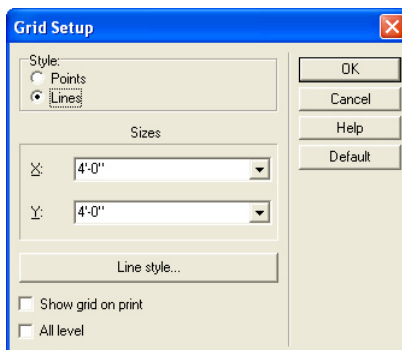 Grid Setup
Style:
Points
Lines
Sizes
X:
4'-0"
Y:
4'-0"
Line style...
Show grid on print
All level
OK
Cancel
Help
Default